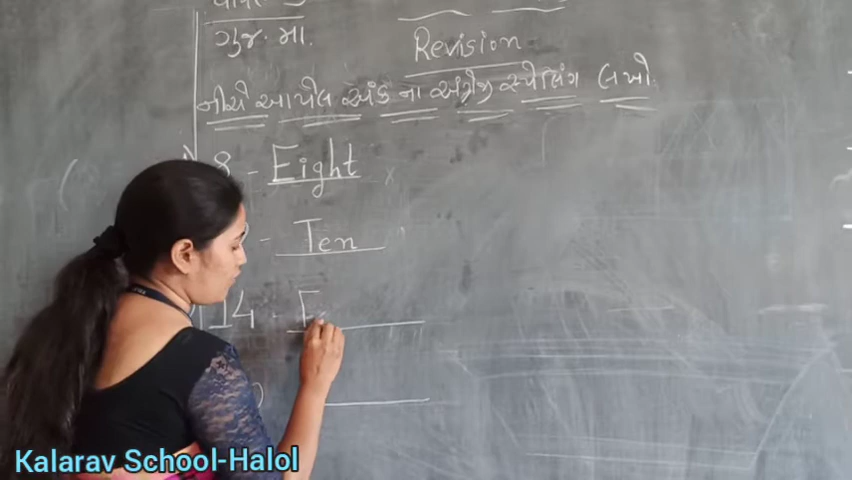 ગુજ. મા.
Revision
નીચે આપેલ અંક ના અંગ્રેજી સ્પેલિંગ લખો.
8 - Eight
- Ten
14 - F
Kalarav School-Halol